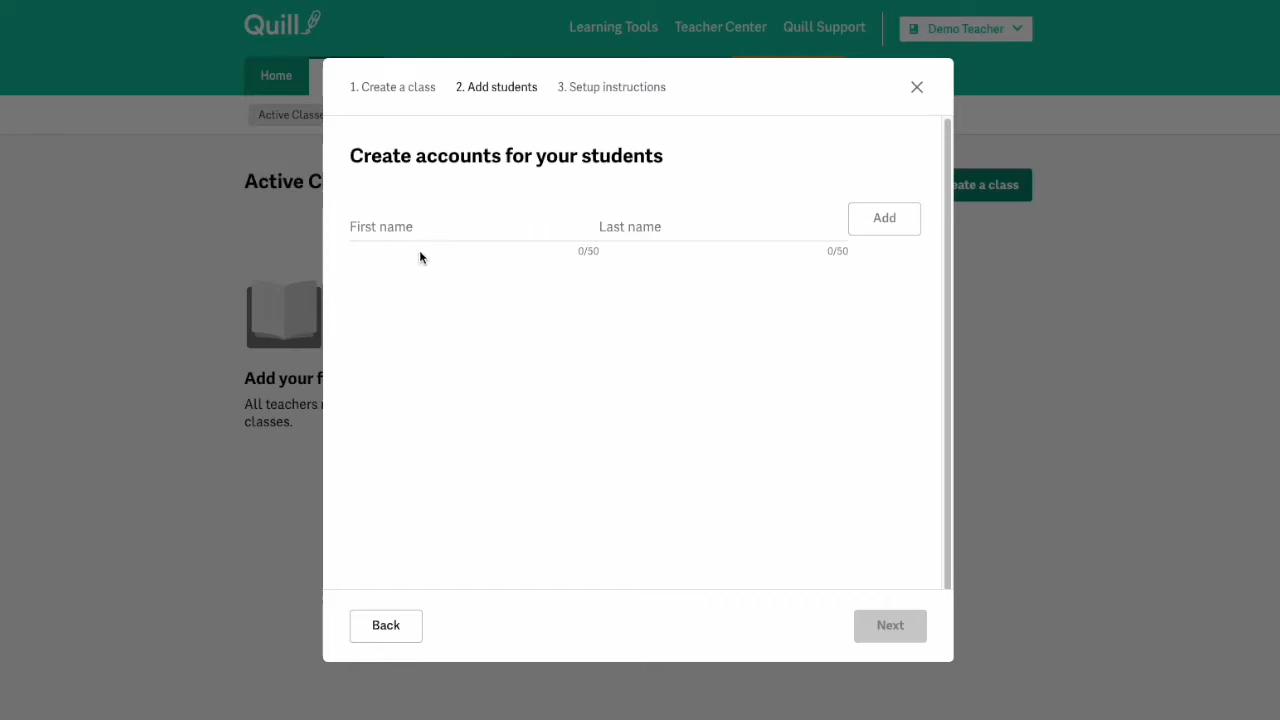 Quill
Learning Tools
Teacher Center
Quill Support
Demo Teacher
Home
1. Create a class
2. Add students
3. Setup instructions
Active Classe
Create accounts for your students
Active C
eate a class
First name
Last name
Add
0/50
0/50
Add your f
All teachers
classes.
Back
Next